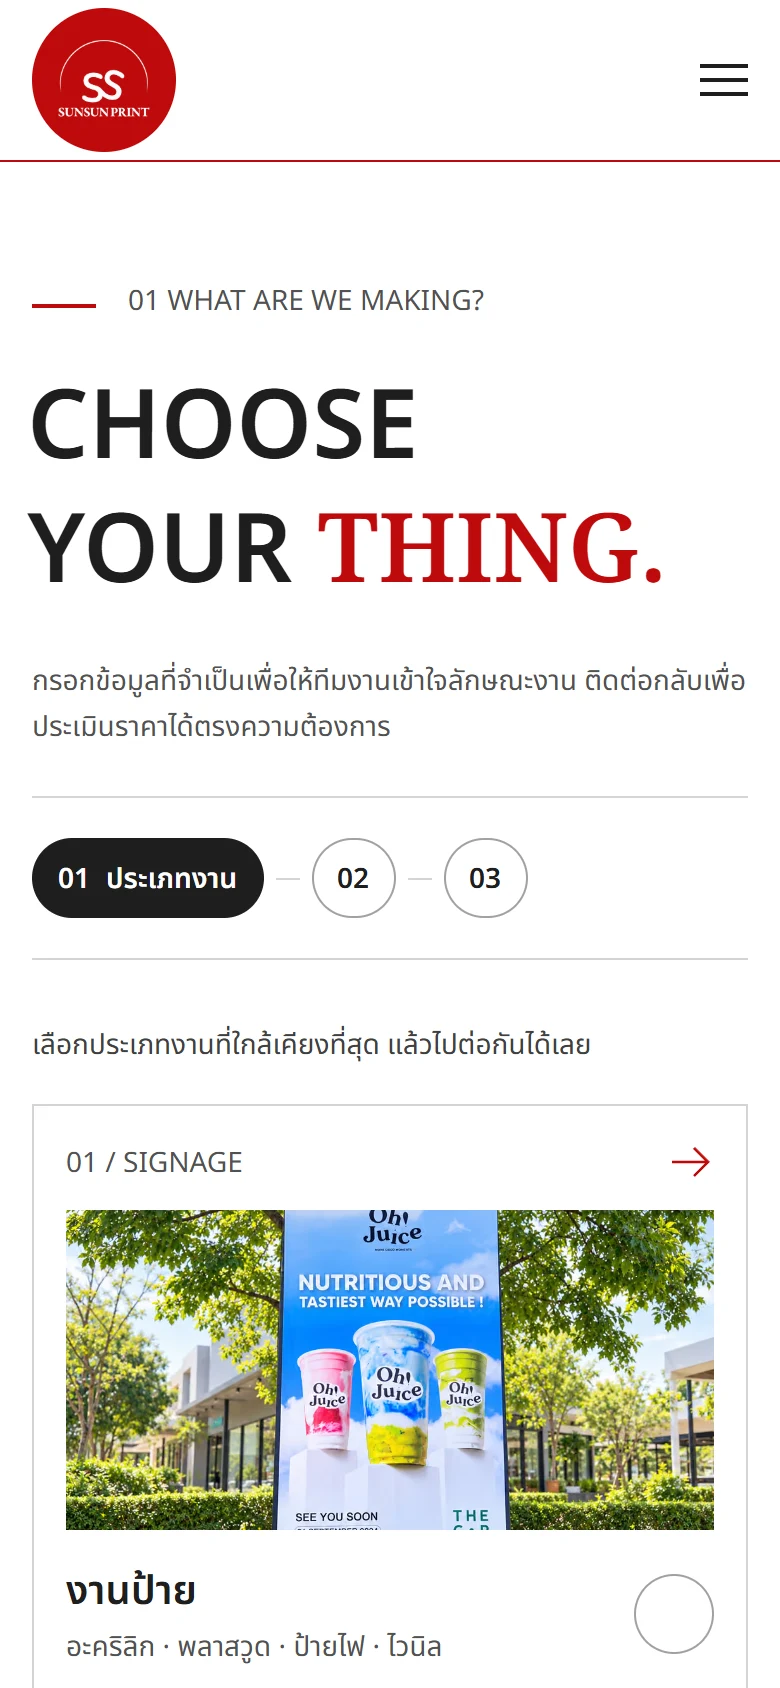 SS
SUNSUN PRINT
01 WHAT ARE WE MAKING?
CHOOSE
YOUR THING.
กรอกข้อมูลที่จำเป็นเพื่อให้ทีมงานเข้าใจลักษณะงาน ติดต่อกลับเพื่อ
ประเมินราคาได้ตรงความต้องการ
01 ประเภทงาน
02
03
เลือกประเภทงานที่ใกล้เคียงที่สุด แล้วไปต่อกันได้เลย
01 / SIGNAGE
Oh!
Juice
NUTRITIOUS AND
TASTIEST WAY POSSIBLE !
Oh!
Juice
Oh!
Juice
Oh!
Juice
SEE YOU SOON
THE
งานป้าย
อะคริลิก · พลาสวูด · ป้ายไฟ · ไวนิล